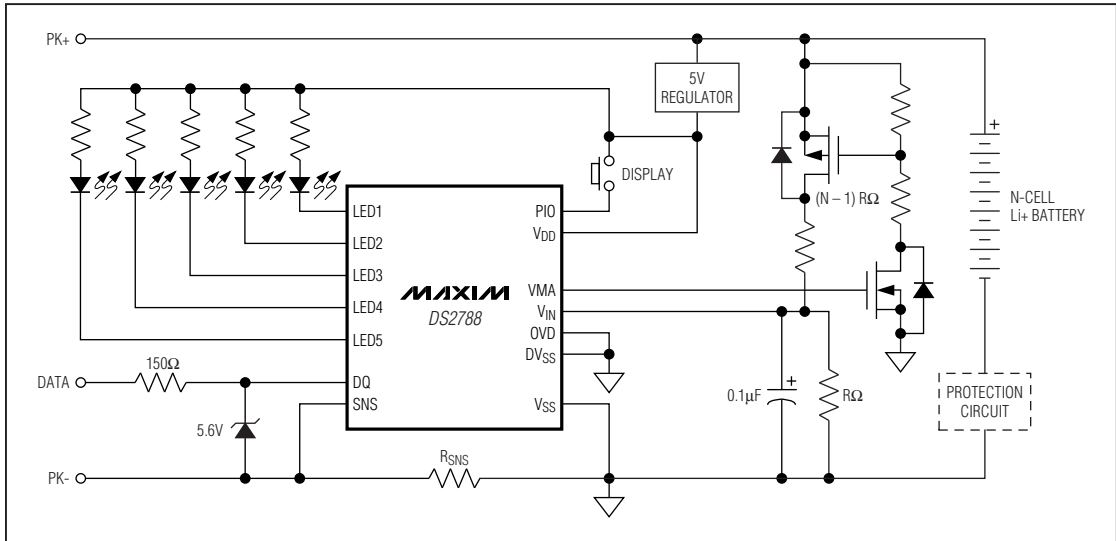 PK+
5V
REGULATOR
DISPLAY
(N – 1) RΩ
N-CELL
Li+ BATTERY
LED1
LED2
LED3
LED4
LED5
PIO
VDD
MAXIM
DS2788
VMA
VIN
OVD
DVSS
150Ω
DATA
DQ
SNS
VSS
0.1µF
+
RΩ
+
PROTECTION
CIRCUIT
5.6V
RSNS
PK-